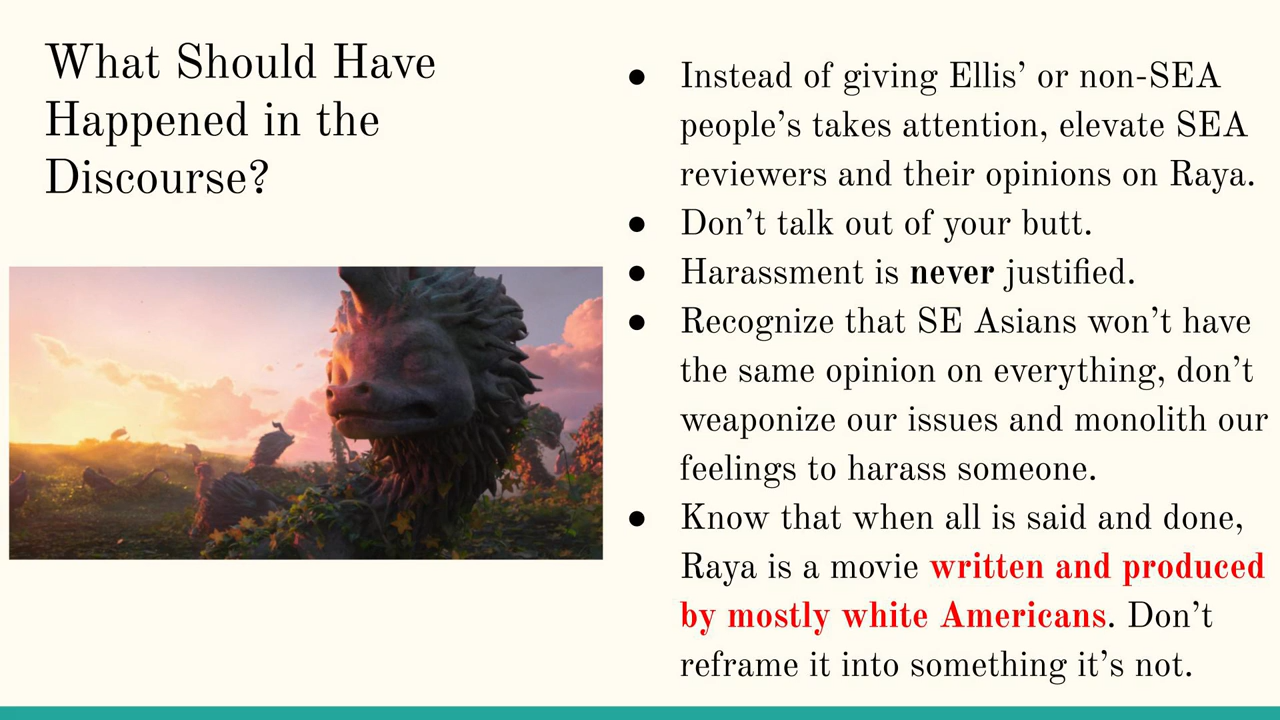 What Should Have
Happened in the
Discourse?
● Instead of giving Ellis’ or non-SEA
people’s takes attention, elevate SEA
reviewers and their opinions on Raya.
● Don’t talk out of your butt.
● Harassment is never justified.
● Recognize that SE Asians won’t have
the same opinion on everything, don’t
weaponize our issues and monolith our
feelings to harass someone.
● Know that when all is said and done,
Raya is a movie written and produced
by mostly white Americans. Don’t
reframe it into something it’s not.